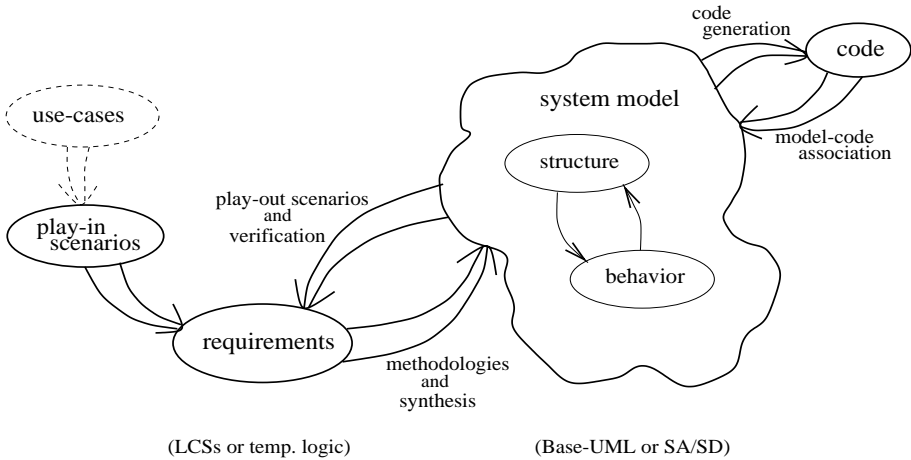 code
generation
code
system model
use-cases
model-code
association
structure
play-out scenarios
and
verification
play-in
scenarios
behavior
requirements
methodologies
and
synthesis
(LCSs or temp. logic)
(Base-UML or SA/SD)